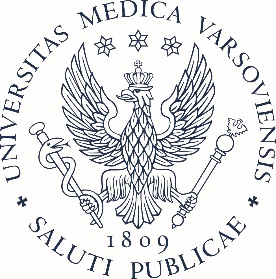 UNIVERSITAS MEDICA VARSOVIENSIS
1809
SALUTI PUBLICAE